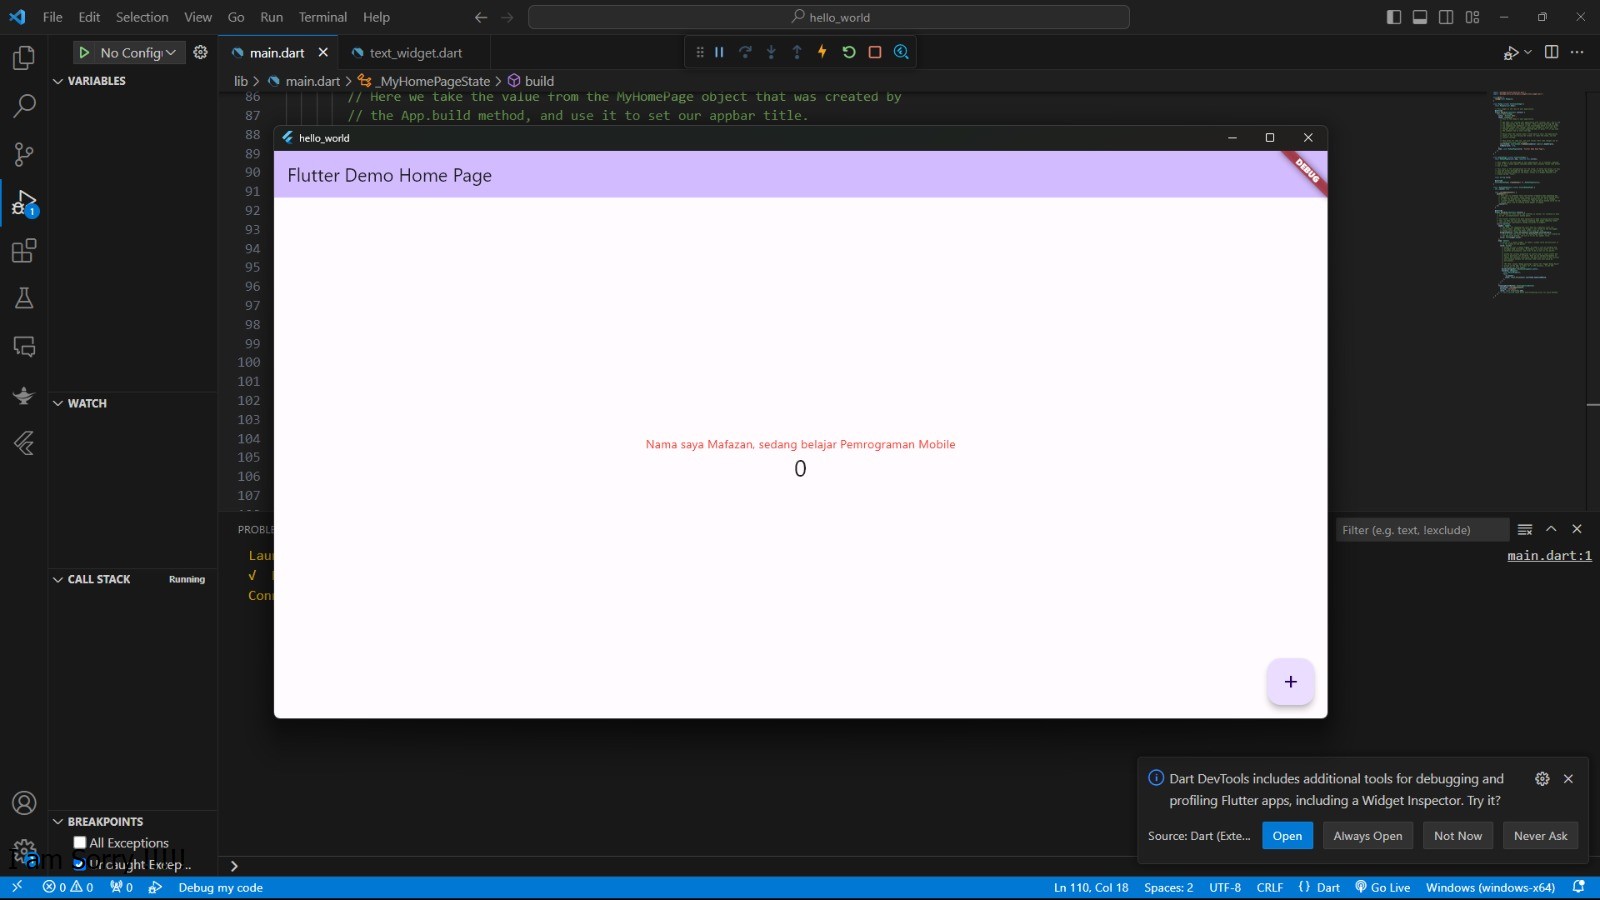 File Edit Selection View Go Run Terminal Help
hello_world
No Config
main.dart
text_widget.dart
VARIABLES
lib > main.dart > _MyHomePageState > build
86 // Here we take the value from the MyHomePage object that was created by
87 // the App.build method, and use it to set our appbar title.
88
89
90
91
92
93
94
95
96
97
98
99
100
101
102
103
104
105
106
107
hello_world
Flutter Demo Home Page
DEBUG
Nama saya Mafazan, sedang belajar Pemrograman Mobile
0
+
WATCH
CALL STACK
Running
PROBLE
Filter (e.g. text, !exclude)
Lau
√
Con
main.dart:1
BREAKPOINTS
All Exceptions
Uncaught Excep...
I am Sorry !!!!!
1
Dart DevTools includes additional tools for debugging and
profiling Flutter apps, including a Widget Inspector. Try it?
Source: Dart (Exte...
Open
Always Open
Not Now
Never Ask
>
0 0 0 Debug my code
Ln 110, Col 18 Spaces: 2 UTF-8 CRLF {} Dart Go Live Windows (windows-x64)